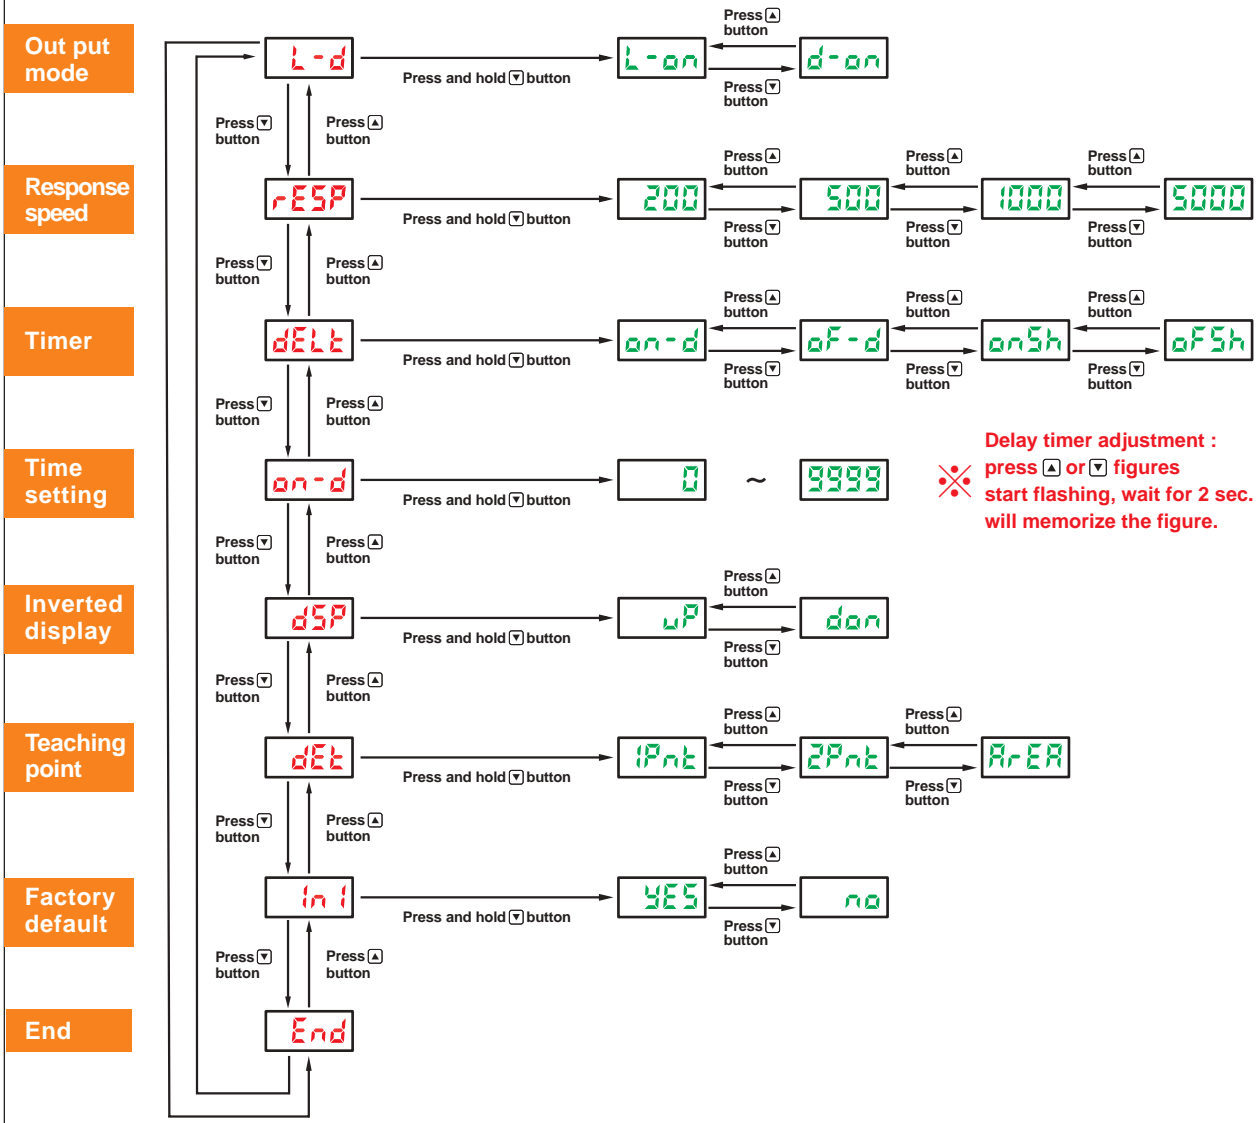 Out put
mode
L-d
Press and hold ▼ button
L-on
Press ▲
button
Press ▼
button
d-on
Press ▼
button
Press ▲
button
Response
speed
rESP
Press and hold ▼ button
200
Press ▲
button
Press ▼
button
500
Press ▲
button
Press ▼
button
1000
Press ▲
button
Press ▼
button
5000
Press ▼
button
Press ▲
button
Timer
dELt
Press and hold ▼ button
on-d
Press ▲
button
Press ▼
button
oF-d
Press ▲
button
Press ▼
button
onSh
Press ▲
button
Press ▼
button
oFSh
Press ▼
button
Press ▲
button
Time
setting
on-d
Press and hold ▼ button
0 ~ 9999
※ Delay timer adjustment :
press ▲ or ▼ figures
start flashing, wait for 2 sec.
will memorize the figure.
Press ▼
button
Press ▲
button
Inverted
display
dSP
Press and hold ▼ button
uP
Press ▲
button
Press ▼
button
don
Press ▼
button
Press ▲
button
Teaching
point
dEt
Press and hold ▼ button
1Pnt
Press ▲
button
Press ▼
button
2Pnt
Press ▲
button
Press ▼
button
ArEA
Press ▼
button
Press ▲
button
Factory
default
In1
Press and hold ▼ button
YES
Press ▲
button
Press ▼
button
no
Press ▼
button
Press ▲
button
End
End